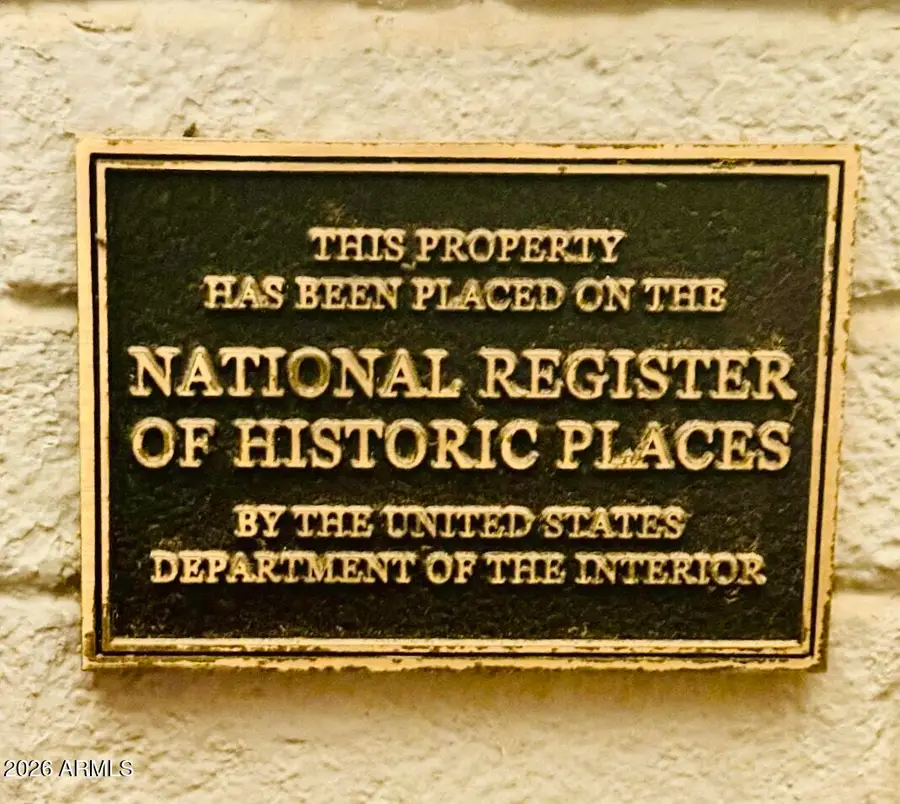 THIS PROPERTY
HAS BEEN PLACED ON THE
NATIONAL REGISTER
OF HISTORIC PLACES
BY THE UNITED STATES
DEPARTMENT OF THE INTERIOR
2026 ARMLS